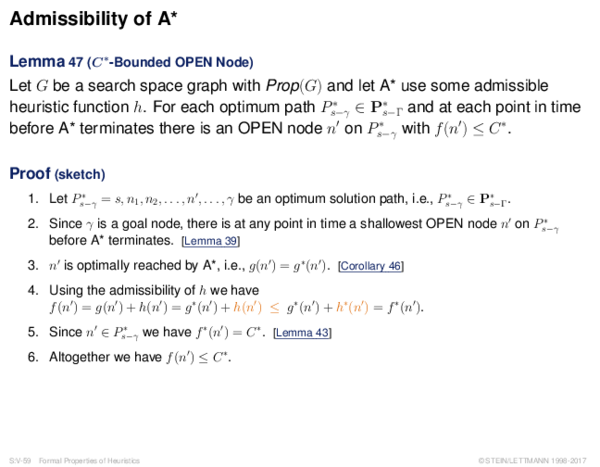 Admissibility of A*
Lemma 47 (C*-Bounded OPEN Node)
Let G be a search space graph with Prop(G) and let A* use some admissible
heuristic function h. For each optimum path P*_{s−γ} ∈ P*_{s−Γ} and at each point in time
before A* terminates there is an OPEN node n′ on P*_{s−γ} with f(n′) ≤ C*.
Proof (sketch)
1. Let P*_{s−γ} = s, n₁, n₂, . . . , n′, . . . , γ be an optimum solution path, i.e., P*_{s−γ} ∈ P*_{s−Γ}.
2. Since γ is a goal node, there is at any point in time a shallowest OPEN node n′ on P*_{s−γ}
before A* terminates. [Lemma 39]
3. n′ is optimally reached by A*, i.e., g(n′) = g*(n′). [Corollary 46]
4. Using the admissibility of h we have
f(n′) = g(n′) + h(n′) = g*(n′) + h(n′) ≤ g*(n′) + h*(n′) = f*(n′).
5. Since n′ ∈ P*_{s−γ} we have f*(n′) = C*. [Lemma 43]
6. Altogether we have f(n′) ≤ C*.
S:V-59 Formal Properties of Heuristics ©STEIN/LETTMANN 1998-2017